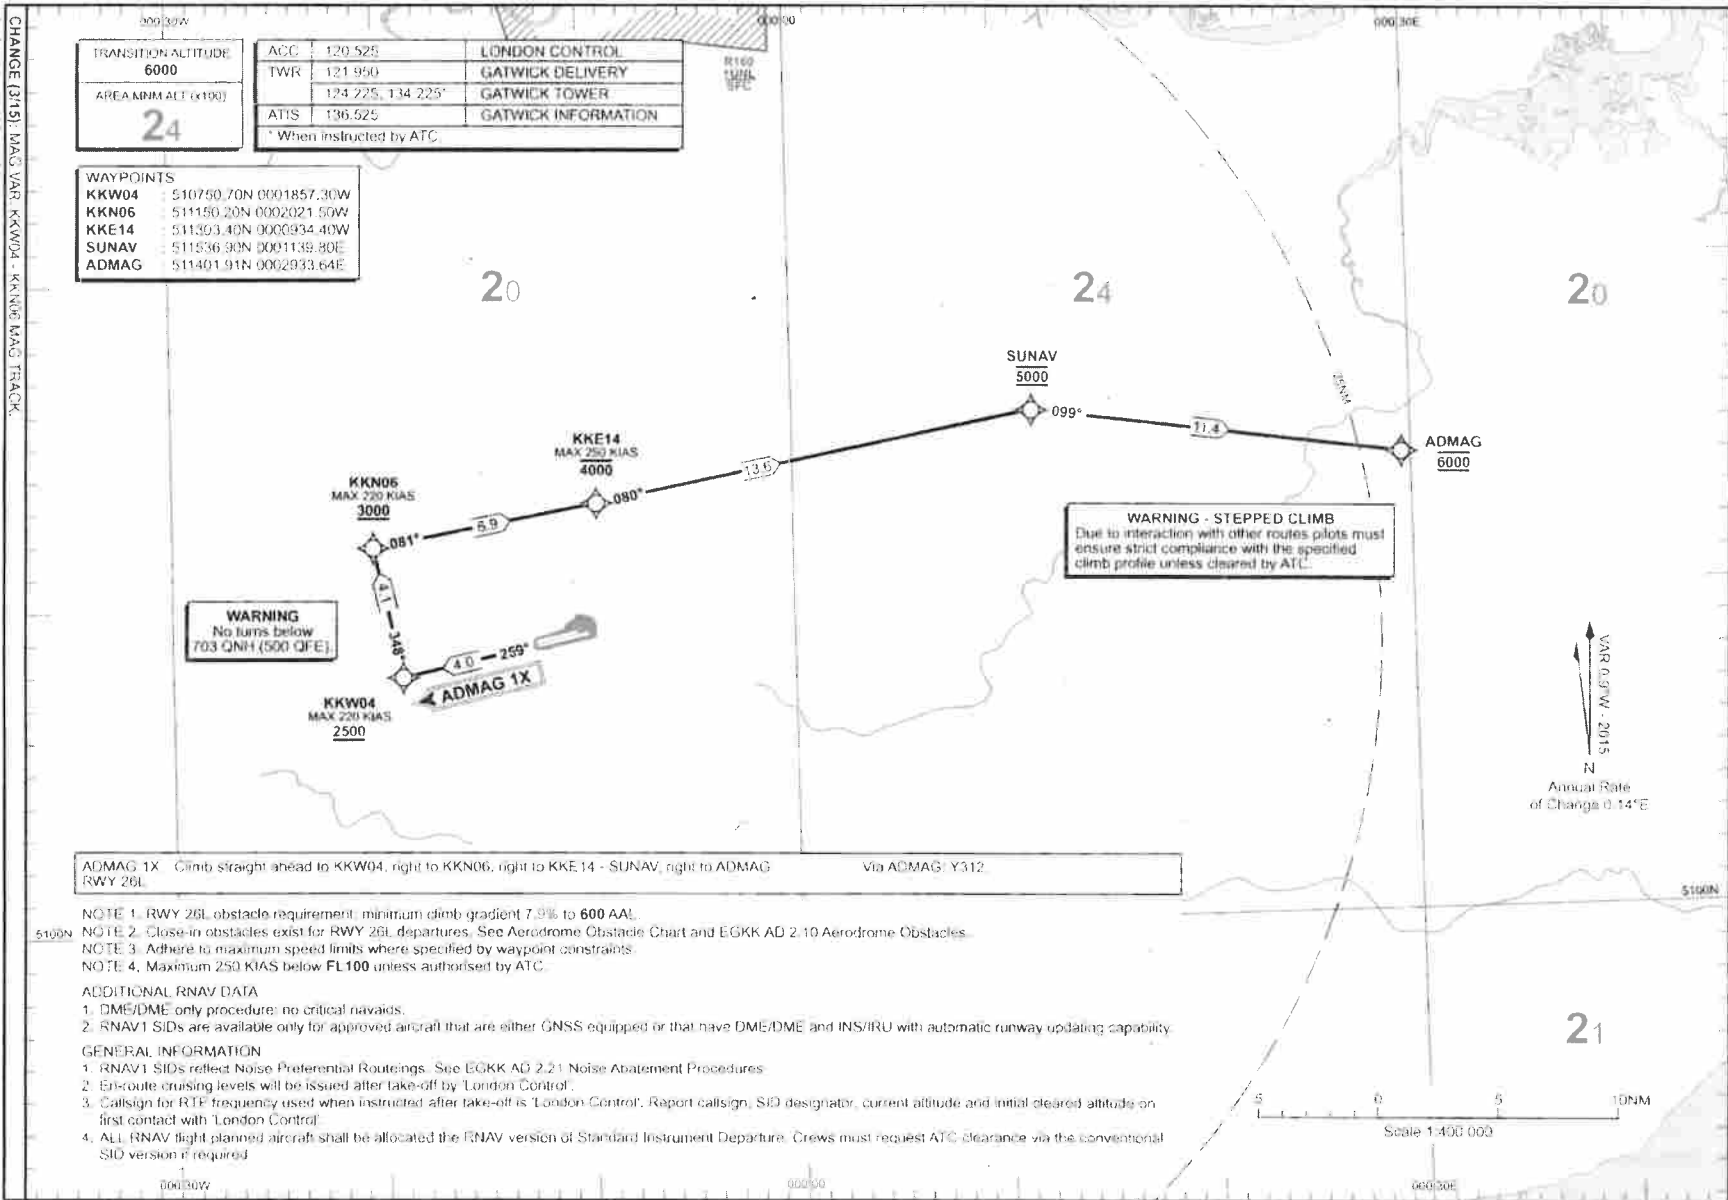 CHANGE (3/15): MAG VAR. KKW04 - KKN06 MAG TRACK.
000 30W
000 00
000 30E
TRANSITION ALTITUDE
6000
AREA MNM ALT (x100)
24
ACC 120.525 LONDON CONTROL
TWR 121.950 GATWICK DELIVERY
124.225, 134.225* GATWICK TOWER
ATIS 136.525 GATWICK INFORMATION
* When instructed by ATC.
R160
SFC
WAYPOINTS
KKW04 510750.70N 0001857.30W
KKN06 511150.20N 0002021.50W
KKE14 511303.40N 0000934.40W
SUNAV 511536.90N 0001139.80E
ADMAG 511401.91N 0002933.64E
20
24
20
SUNAV
5000
099°
11.4
25NM
ADMAG
6000
KKE14
MAX 250 KIAS
4000
080°
13.6
KKN06
MAX 220 KIAS
3000
081°
6.9
4.1
348°
WARNING
No turns below
703 QNH (500 QFE).
4.0
259°
ADMAG 1X
KKW04
MAX 220 KIAS
2500
WARNING - STEPPED CLIMB
Due to interaction with other routes pilots must
ensure strict compliance with the specified
climb profile unless cleared by ATC.
VAR 0.9°W - 2015
N
Annual Rate
of Change 0.14°E
ADMAG 1X Climb straight ahead to KKW04, right to KKN06, right to KKE14 - SUNAV, right to ADMAG. Via ADMAG: Y312.
RWY 26L
5100N
5100N
NOTE 1. RWY 26L obstacle requirement: minimum climb gradient 7.9% to 600 AAL.
NOTE 2. Close-in obstacles exist for RWY 26L departures. See Aerodrome Obstacle Chart and EGKK AD 2.10 Aerodrome Obstacles.
NOTE 3. Adhere to maximum speed limits where specified by waypoint constraints.
NOTE 4. Maximum 250 KIAS below FL100 unless authorised by ATC.
ADDITIONAL RNAV DATA
1. DME/DME only procedure: no critical navaids.
2. RNAV1 SIDs are available only for approved aircraft that are either GNSS equipped or that have DME/DME and INS/IRU with automatic runway updating capability.
GENERAL INFORMATION
1. RNAV1 SIDs reflect Noise Preferential Routeings. See EGKK AD 2.21 Noise Abatement Procedures.
2. En-route cruising levels will be issued after take-off by 'London Control'.
3. Callsign for RTF frequency used when instructed after take-off is 'London Control'. Report callsign, SID designator, current altitude and initial cleared altitude on
first contact with 'London Control'.
4. ALL RNAV flight planned aircraft shall be allocated the RNAV version of Standard Instrument Departure. Crews must request ATC clearance via the conventional
SID version if required.
21
5 0 5 10NM
Scale 1:400 000
000 30W
000 00
000 30E